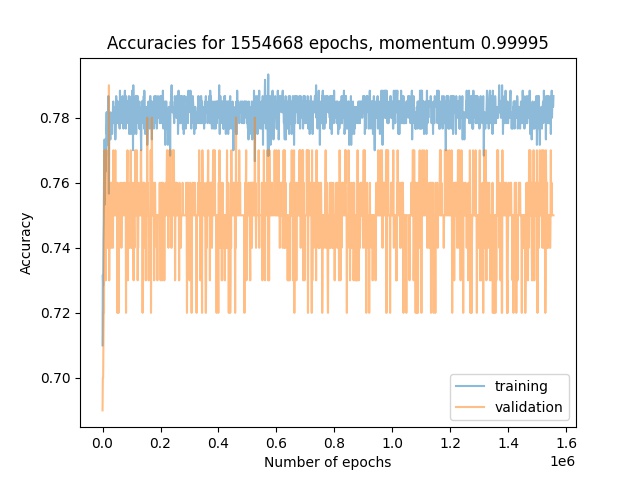 Accuracies for 1554668 epochs, momentum 0.99995
Accuracy
0.78
0.76
0.74
0.72
0.70
0.0 0.2 0.4 0.6 0.8 1.0 1.2 1.4 1.6
1e6
Number of epochs
training
validation